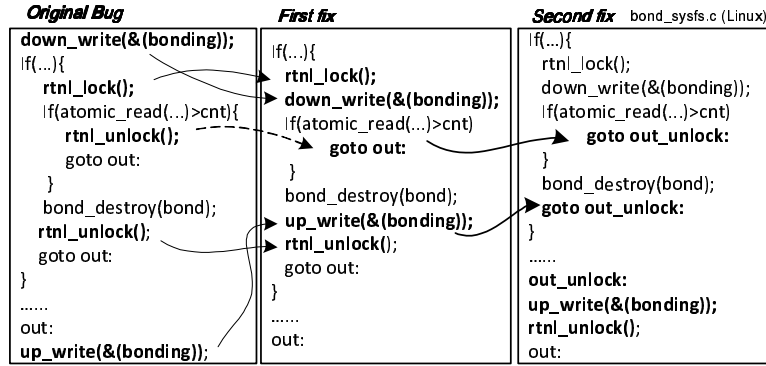 Original Bug
down_write(&(bonding));
If(...){
rtnl_lock();
If(atomic_read(...)>cnt){
rtnl_unlock();
goto out:
}
bond_destroy(bond);
rtnl_unlock();
goto out:
}
......
out:
up_write(&(bonding));
First fix
If(...){
rtnl_lock();
down_write(&(bonding));
If(atomic_read(...)>cnt)
goto out:
}
bond_destroy(bond);
up_write(&(bonding));
rtnl_unlock();
goto out:
}
......
out:
Second fix bond_sysfs.c (Linux)
If(...){
rtnl_lock();
down_write(&(bonding));
If(atomic_read(...)>cnt)
goto out_unlock:
}
bond_destroy(bond);
goto out_unlock:
}
......
out_unlock:
up_write(&(bonding));
rtnl_unlock();
out: